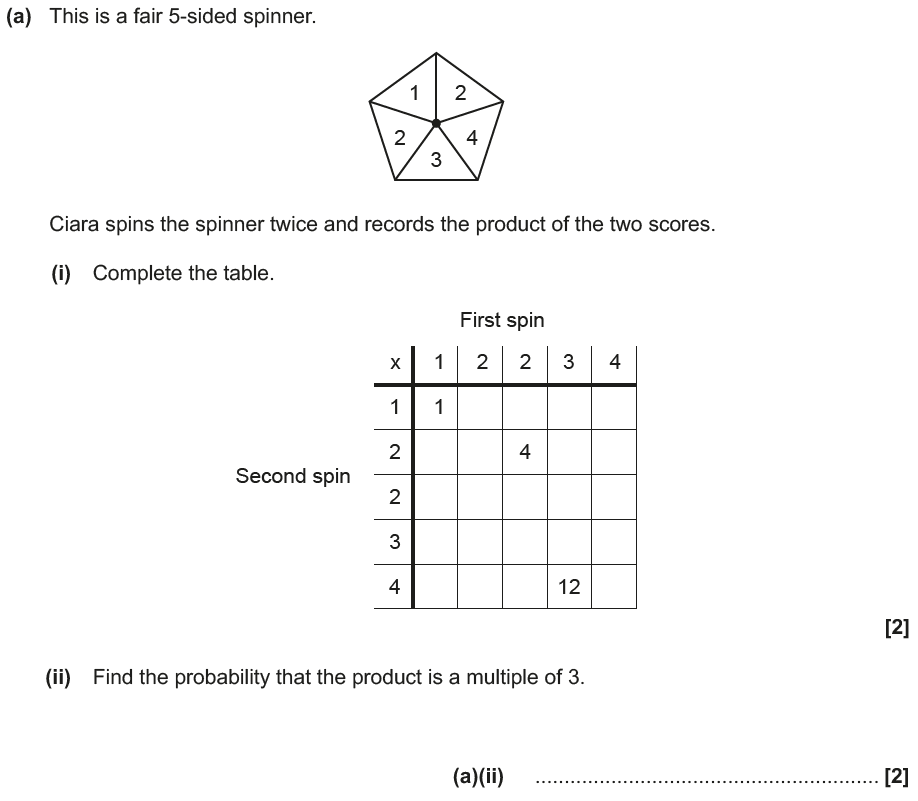 (a) This is a fair 5-sided spinner.
1 2
2 4
3
Ciara spins the spinner twice and records the product of the two scores.
(i) Complete the table.
First spin
x 1 2 2 3 4
1 1
2 4
Second spin
2
3
4 12
[2]
(ii) Find the probability that the product is a multiple of 3.
(a)(ii) ............................................................ [2]